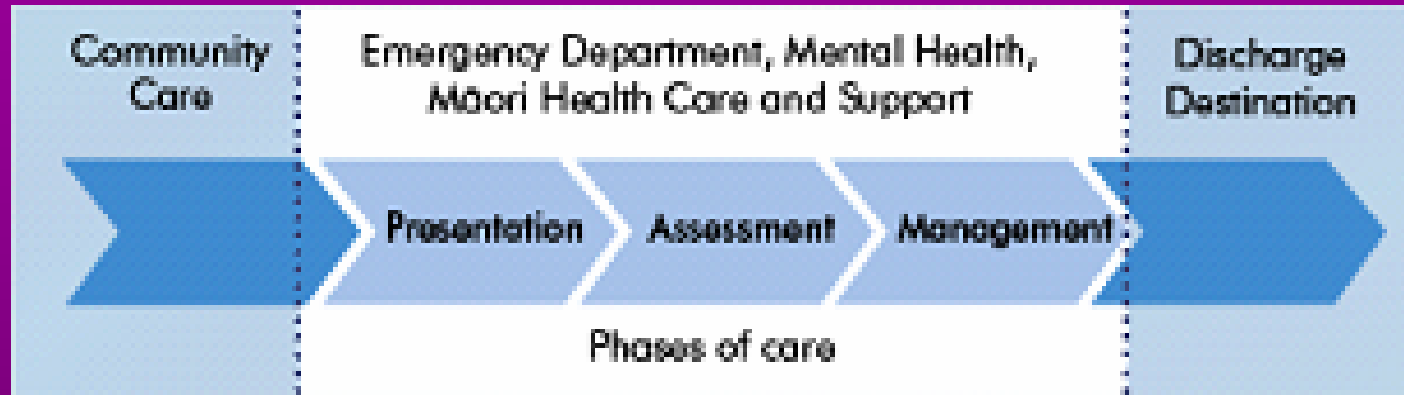 Community
Care
Emergency Department, Mental Health,
Māori Health Care and Support
Discharge
Destination
Presentation
Assessment
Management
Phases of care